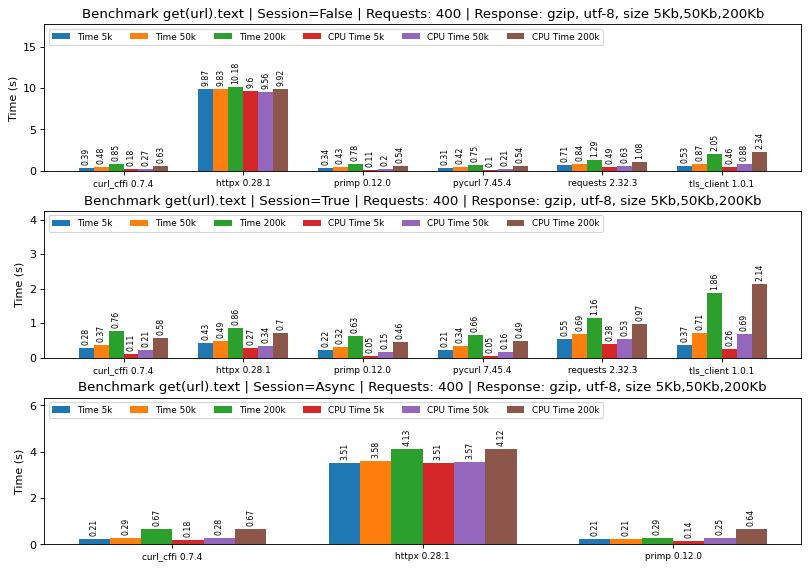 Benchmark get(url).text | Session=False | Requests: 400 | Response: gzip, utf-8, size 5Kb,50Kb,200Kb
Time 5k Time 50k Time 200k CPU Time 5k CPU Time 50k CPU Time 200k
Time (s)
15
10
5
0
0.39 0.48 0.85 0.18 0.27 0.63
9.87 9.83 10.18 9.6 9.56 9.92
0.34 0.43 0.78 0.11 0.2 0.54
0.31 0.42 0.75 0.1 0.21 0.54
0.71 0.84 1.29 0.49 0.63 1.08
0.53 0.87 2.05 0.46 0.88 2.34
curl_cffi 0.7.4 httpx 0.28.1 primp 0.12.0 pycurl 7.45.4 requests 2.32.3 tls_client 1.0.1
Benchmark get(url).text | Session=True | Requests: 400 | Response: gzip, utf-8, size 5Kb,50Kb,200Kb
Time 5k Time 50k Time 200k CPU Time 5k CPU Time 50k CPU Time 200k
Time (s)
4
3
2
1
0
0.28 0.37 0.76 0.11 0.21 0.58
0.43 0.49 0.86 0.27 0.34 0.7
0.22 0.32 0.63 0.05 0.15 0.46
0.21 0.34 0.66 0.05 0.16 0.49
0.55 0.69 1.16 0.38 0.53 0.97
0.37 0.71 1.86 0.26 0.69 2.14
curl_cffi 0.7.4 httpx 0.28.1 primp 0.12.0 pycurl 7.45.4 requests 2.32.3 tls_client 1.0.1
Benchmark get(url).text | Session=Async | Requests: 400 | Response: gzip, utf-8, size 5Kb,50Kb,200Kb
Time 5k Time 50k Time 200k CPU Time 5k CPU Time 50k CPU Time 200k
Time (s)
6
4
2
0
0.21 0.29 0.67 0.18 0.28 0.67
3.51 3.58 4.13 3.51 3.57 4.12
0.21 0.21 0.29 0.14 0.25 0.64
curl_cffi 0.7.4 httpx 0.28.1 primp 0.12.0